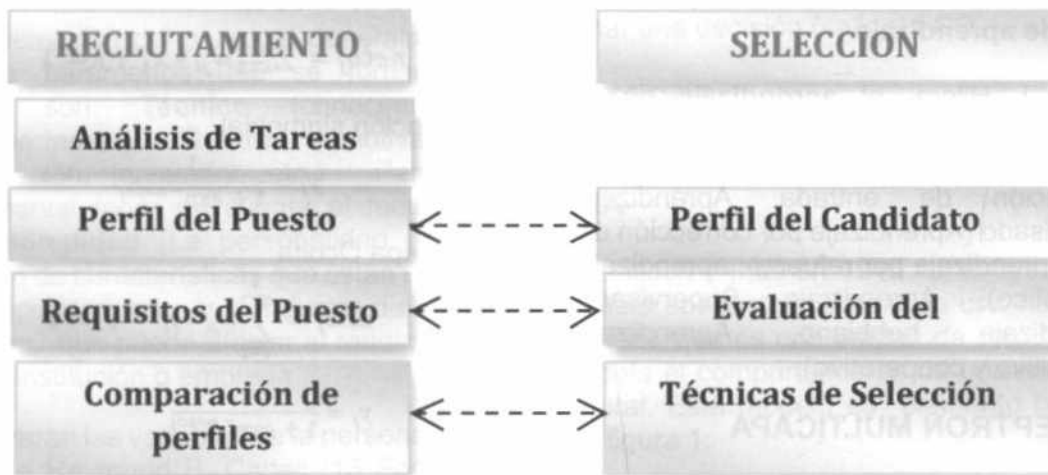 RECLUTAMIENTO
SELECCION
Análisis de Tareas
Perfil del Puesto
Perfil del Candidato
Requisitos del Puesto
Evaluación del
Comparación de
perfiles
Técnicas de Selección